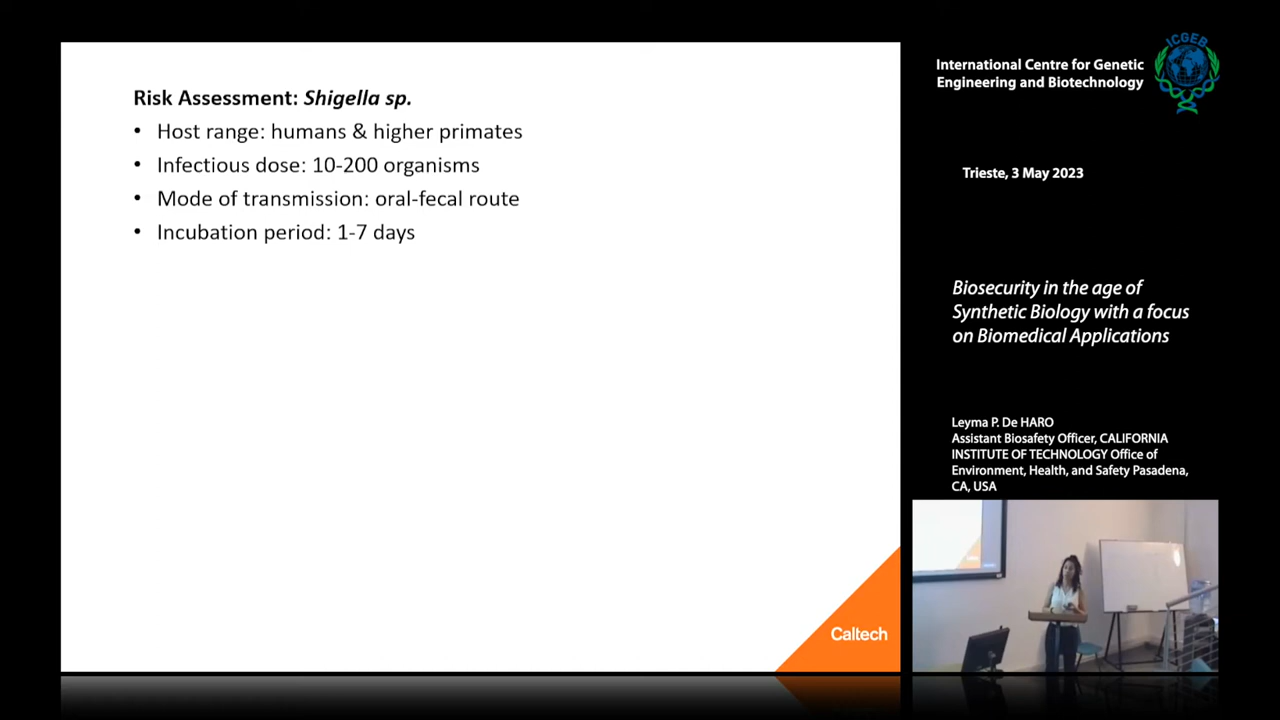 Risk Assessment: Shigella sp.
• Host range: humans & higher primates
• Infectious dose: 10-200 organisms
• Mode of transmission: oral-fecal route
• Incubation period: 1-7 days
Caltech
International Centre for Genetic
Engineering and Biotechnology
ICGEB
Trieste, 3 May 2023
Biosecurity in the age of
Synthetic Biology with a focus
on Biomedical Applications
Leyma P. De HARO
Assistant Biosafety Officer, CALIFORNIA
INSTITUTE OF TECHNOLOGY Office of
Environment, Health, and Safety Pasadena,
CA, USA